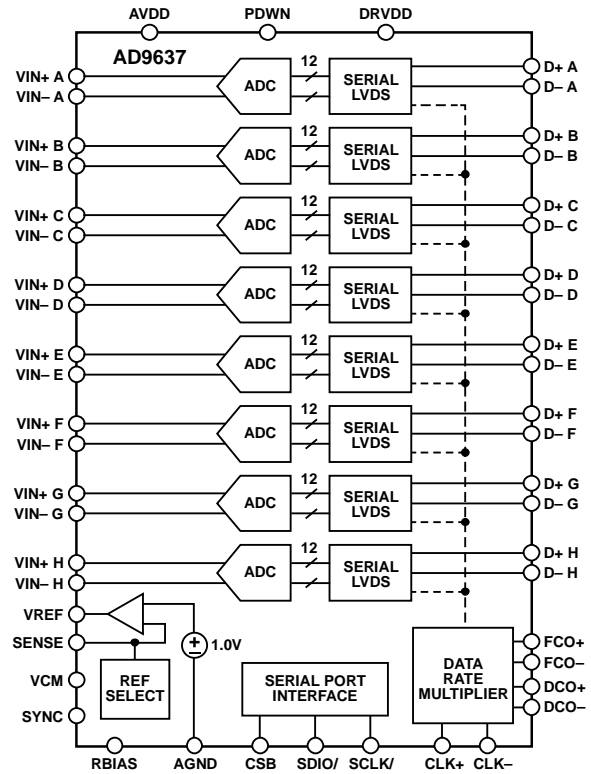 AVDD PDWN DRVDD
AD9637
VIN+ A ADC 12 SERIAL LVDS D+ A
VIN– A D– A
VIN+ B ADC 12 SERIAL LVDS D+ B
VIN– B D– B
VIN+ C ADC 12 SERIAL LVDS D+ C
VIN– C D– C
VIN+ D ADC 12 SERIAL LVDS D+ D
VIN– D D– D
VIN+ E ADC 12 SERIAL LVDS D+ E
VIN– E D– E
VIN+ F ADC 12 SERIAL LVDS D+ F
VIN– F D– F
VIN+ G ADC 12 SERIAL LVDS D+ G
VIN– G D– G
VIN+ H ADC 12 SERIAL LVDS D+ H
VIN– H D– H
VREF
SENSE
+
–
1.0V
VCM
SYNC
REF
SELECT
SERIAL PORT
INTERFACE
DATA
RATE
MULTIPLIER
FCO+
FCO–
DCO+
DCO–
RBIAS AGND CSB SDIO/ SCLK/ CLK+ CLK–